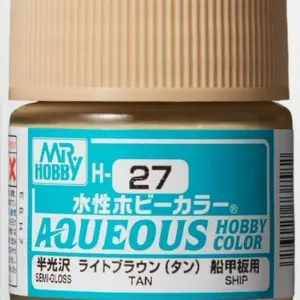 MR HOBBY
H-27
水性ホビーカラー®
AQUEOUS HOBBY COLOR
半光沢 ライトブラウン(タン) 船甲板用
SEMI-GLOSS TAN SHIP